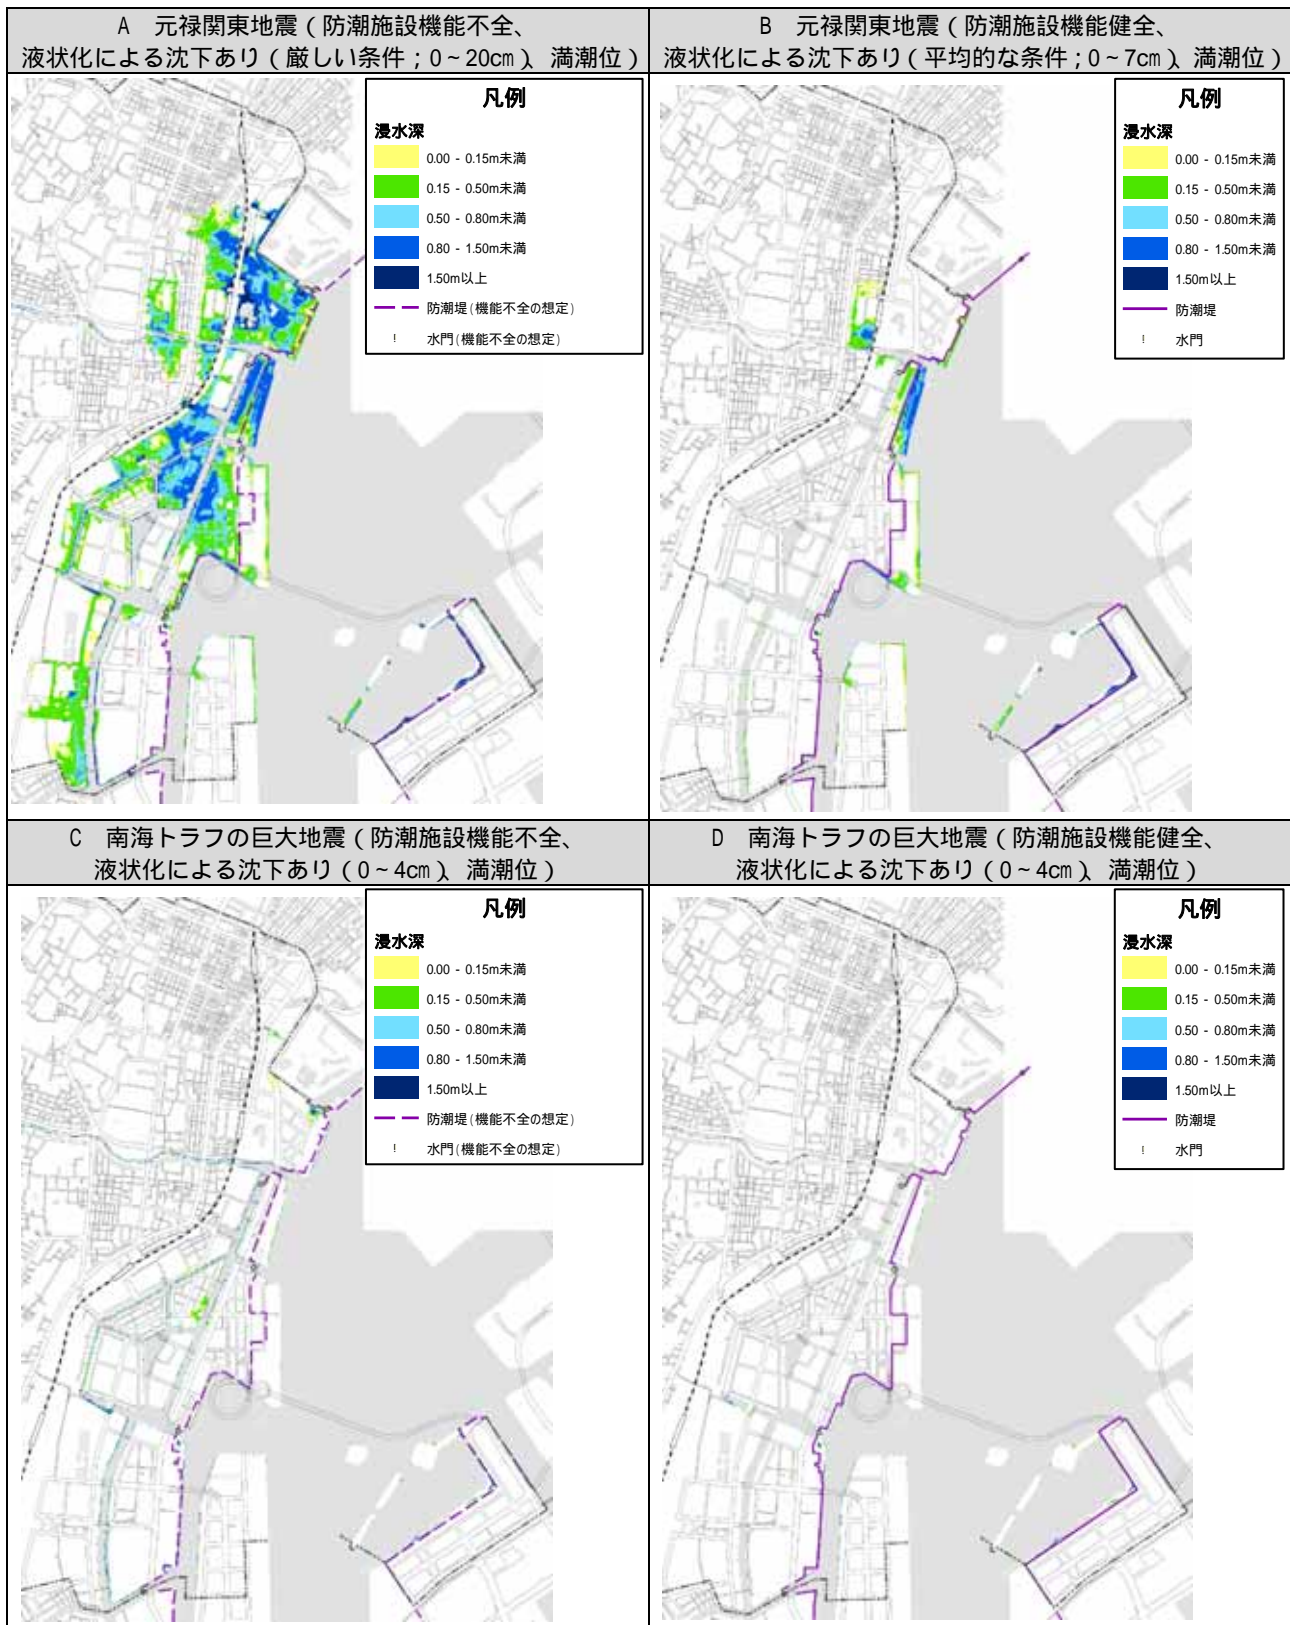 A 元禄関東地震（防潮施設機能不全、
液状化による沈下あり（厳しい条件；0～20㎝）、満潮位）
凡例
浸水深
0.00 - 0.15m未満
0.15 - 0.50m未満
0.50 - 0.80m未満
0.80 - 1.50m未満
1.50m以上
防潮堤(機能不全の想定)
! 水門(機能不全の想定)
B 元禄関東地震（防潮施設機能健全、
液状化による沈下あり（平均的な条件；0～7㎝）、満潮位）
凡例
浸水深
0.00 - 0.15m未満
0.15 - 0.50m未満
0.50 - 0.80m未満
0.80 - 1.50m未満
1.50m以上
防潮堤
! 水門
C 南海トラフの巨大地震（防潮施設機能不全、
液状化による沈下あり（0～4㎝）、満潮位）
凡例
浸水深
0.00 - 0.15m未満
0.15 - 0.50m未満
0.50 - 0.80m未満
0.80 - 1.50m未満
1.50m以上
防潮堤(機能不全の想定)
! 水門(機能不全の想定)
D 南海トラフの巨大地震（防潮施設機能健全、
液状化による沈下あり（0～4㎝）、満潮位）
凡例
浸水深
0.00 - 0.15m未満
0.15 - 0.50m未満
0.50 - 0.80m未満
0.80 - 1.50m未満
1.50m以上
防潮堤
! 水門